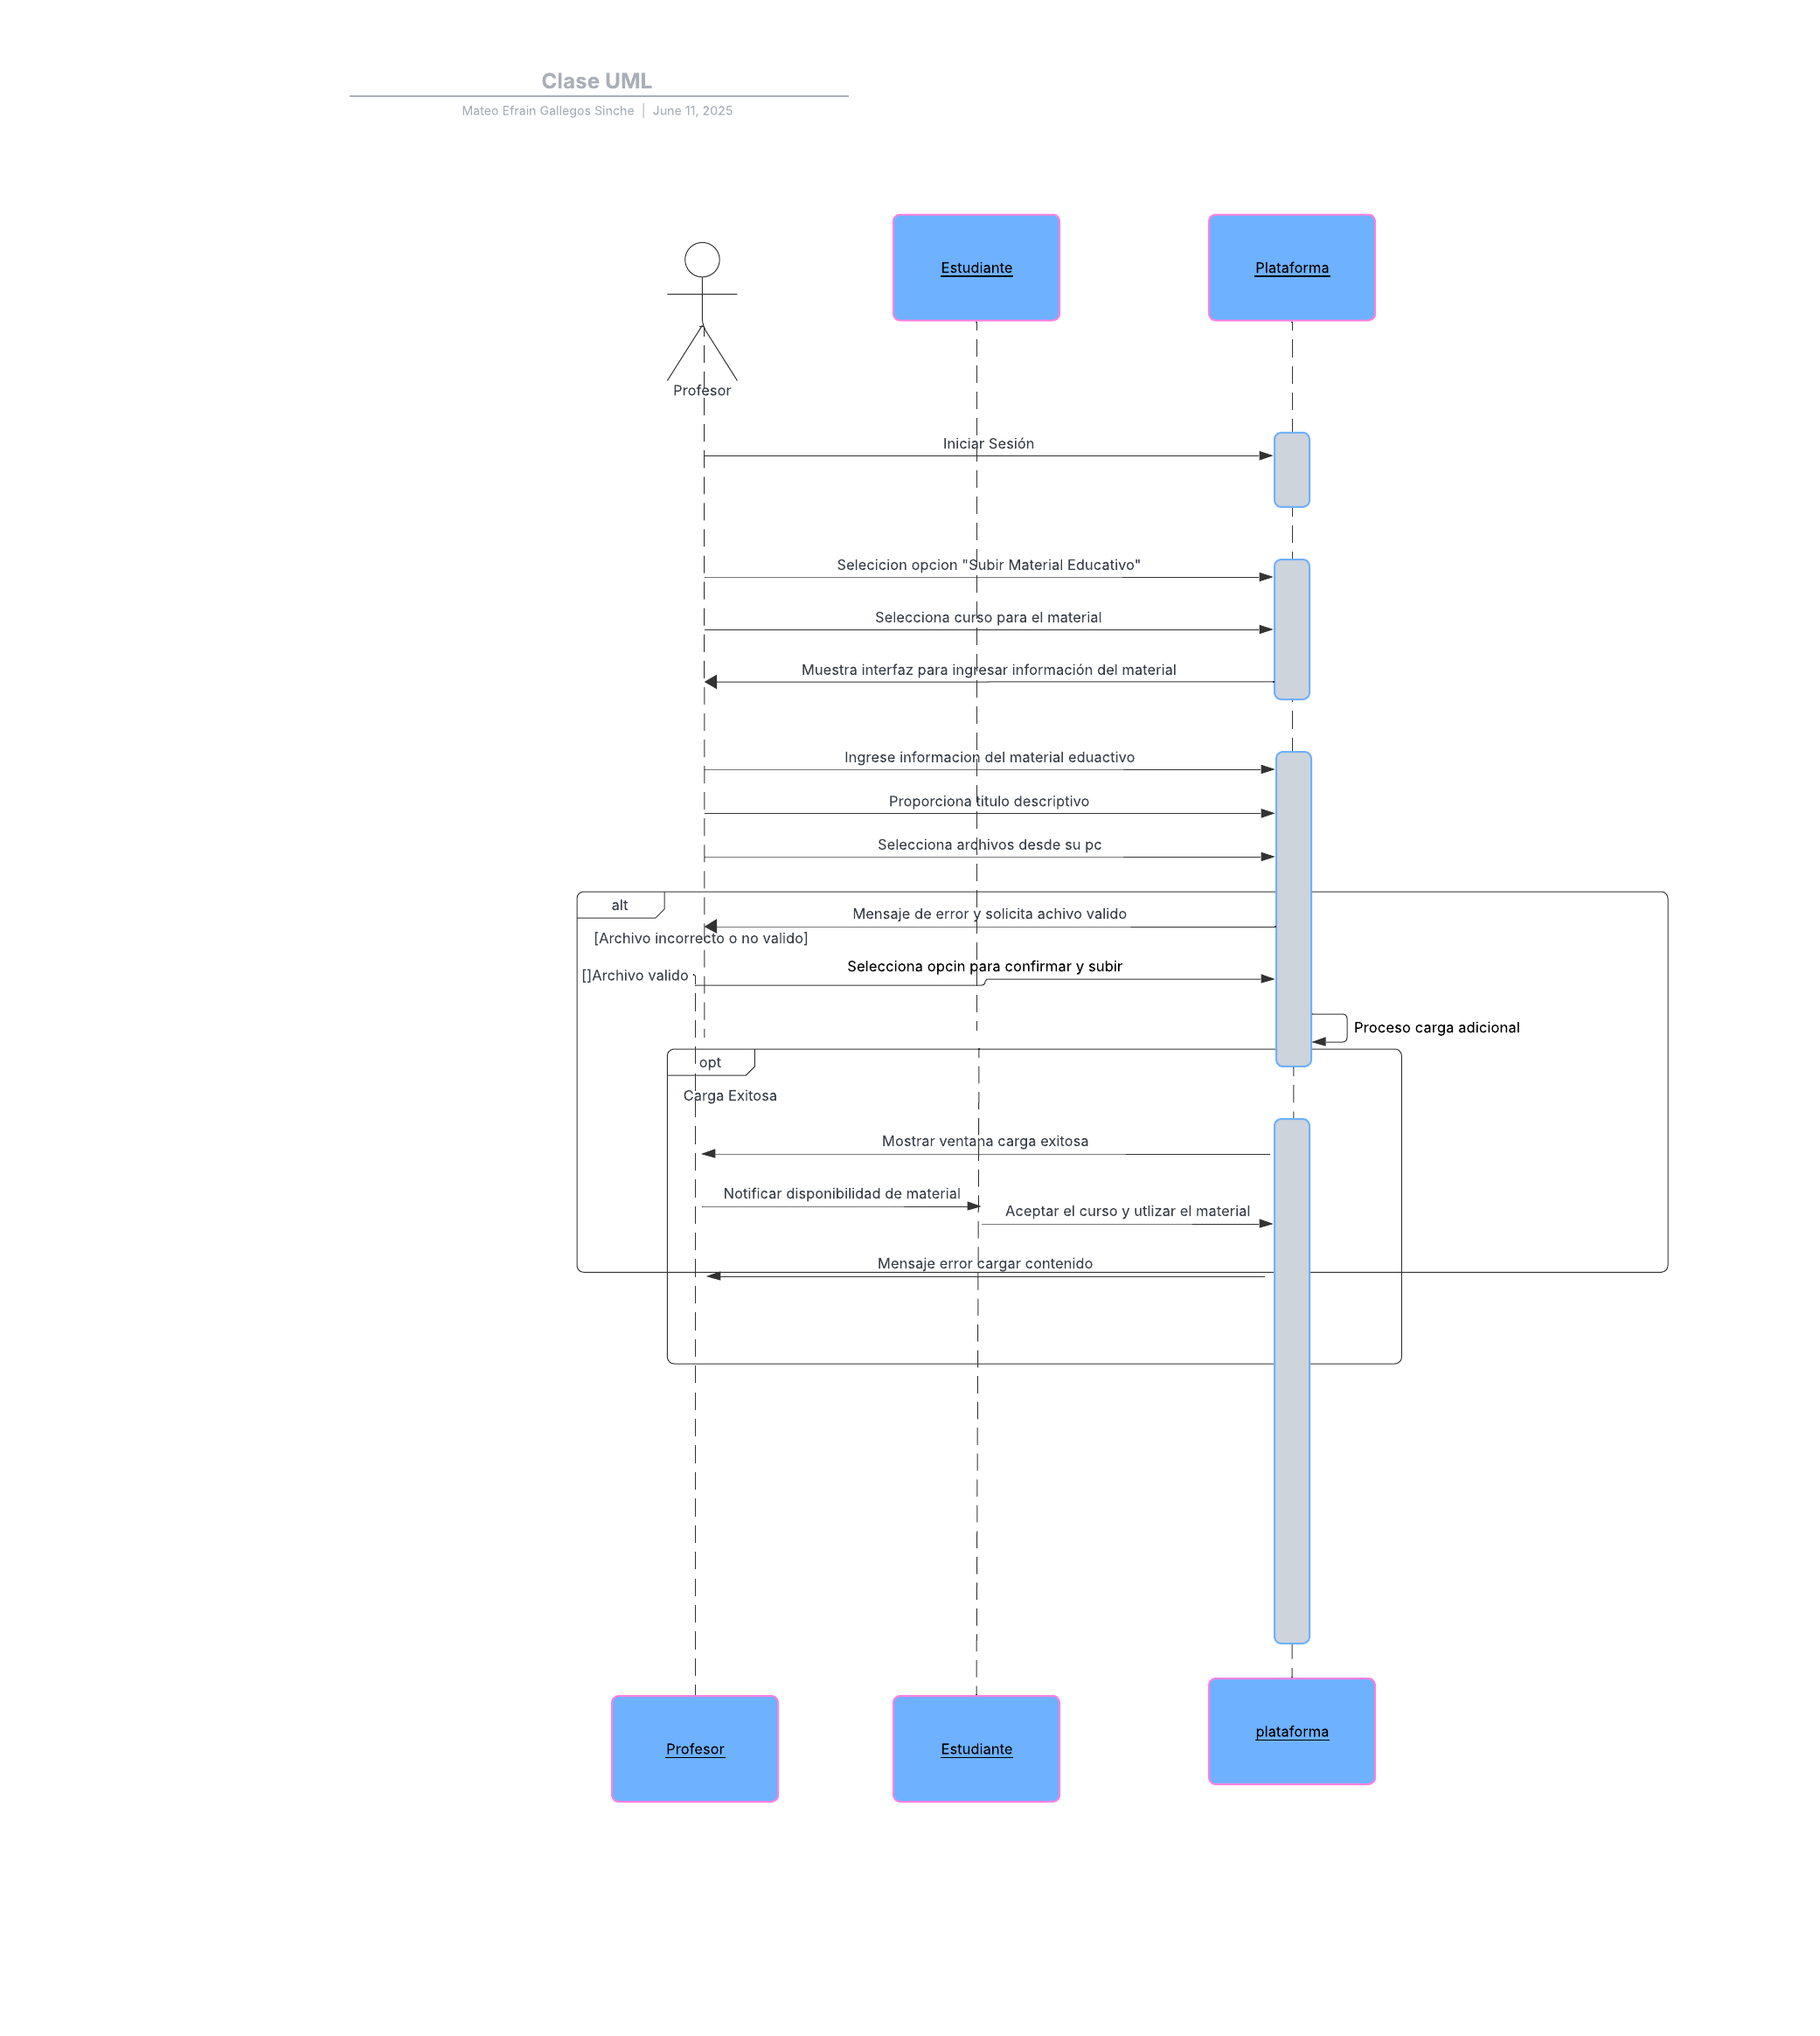 Clase UML
Mateo Efrain Gallegos Sinche | June 11, 2025
Estudiante
Plataforma
Profesor
Iniciar Sesión
Selecicion opcion "Subir Material Educativo"
Selecciona curso para el material
Muestra interfaz para ingresar información del material
Ingrese informacion del material eduactivo
Proporciona titulo descriptivo
Selecciona archivos desde su pc
alt
Mensaje de error y solicita achivo valido
[Archivo incorrecto o no valido]
Selecciona opcin para confirmar y subir
[]Archivo valido
Proceso carga adicional
opt
Carga Exitosa
Mostrar ventana carga exitosa
Notificar disponibilidad de material
Aceptar el curso y utlizar el material
Mensaje error cargar contenido
plataforma
Profesor
Estudiante